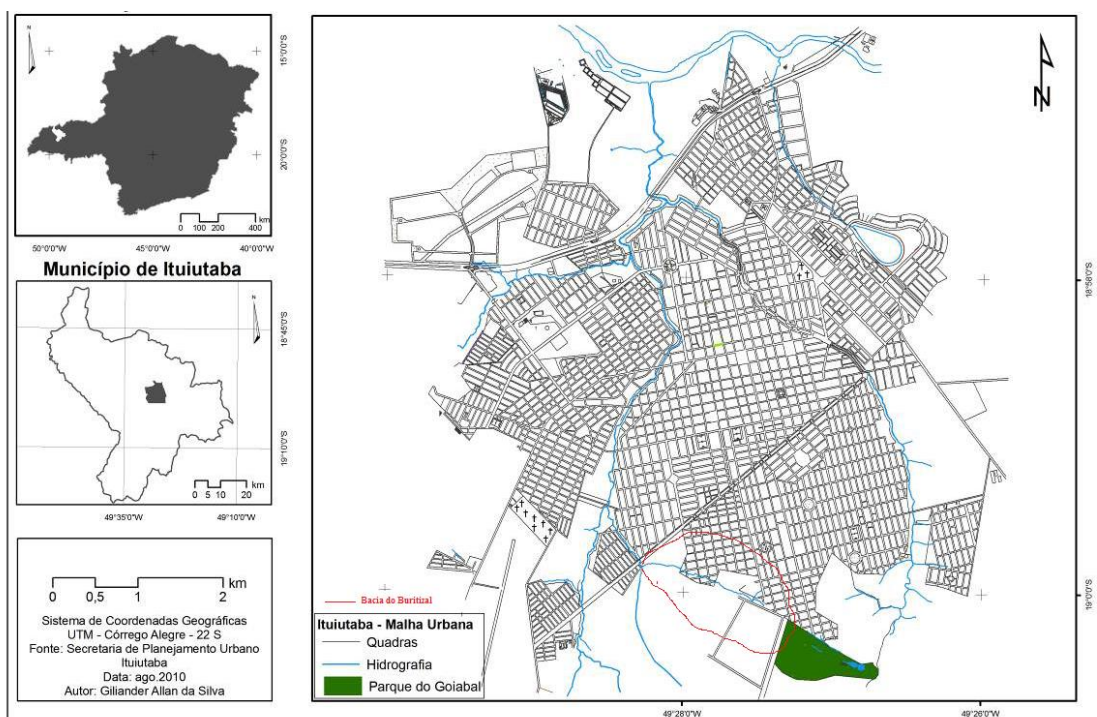 N
15°0'0"S
20°0'0"S
0 100 200 400 km
50°0'0"W 45°0'0"W 40°0'0"W
Município de Ituiutaba
N
18°45'0"S
19°10'0"S
0 5 10 20 km
49°35'0"W 49°10'0"W
0 0,5 1 2 km
Sistema de Coordenadas Geográficas
UTM - Córrego Alegre - 22 S
Fonte: Secretaria de Planejamento Urbano
Ituiutaba
Data: ago.2010
Autor: Giliander Allan da Silva
N
18°58'0"S
19°0'0"S
Bacia do Buritizal
Ituiutaba - Malha Urbana
Quadras
Hidrografia
Parque do Goiabal
49°28'0"W 49°26'0"W